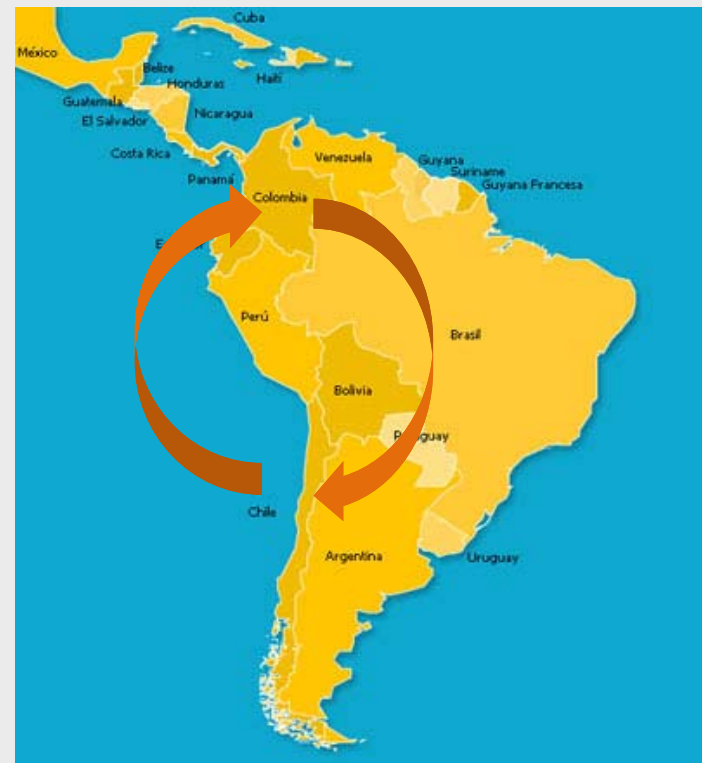 Cuba
México
Belize
Haití
Honduras
Guatemala
El Salvador
Nicaragua
Costa Rica
Venezuela
Guyana
Suriname
Panamá
Guyana Francesa
Colombia
Perú
Brasil
Bolivia
Chile
Argentina
Uruguay